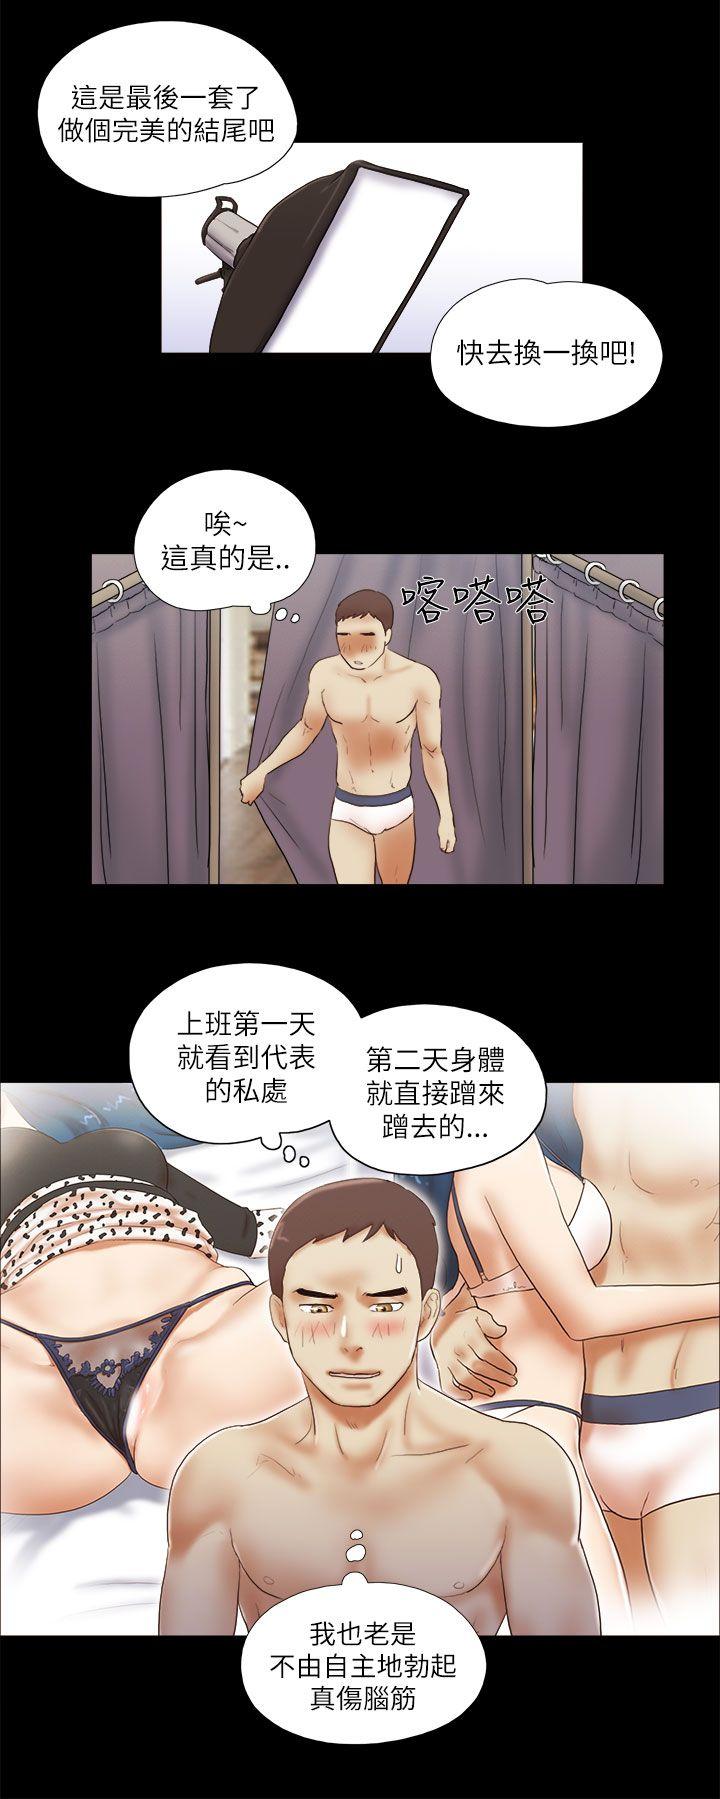 這是最後一套了
做個完美的結尾吧
快去換一換吧!
唉~
這真的是..
喀嗒嗒
上班第一天
就看到代表
的私處
第二天身體
就直接蹭來
蹭去的...
我也老是
不由自主地勃起
真傷腦筋